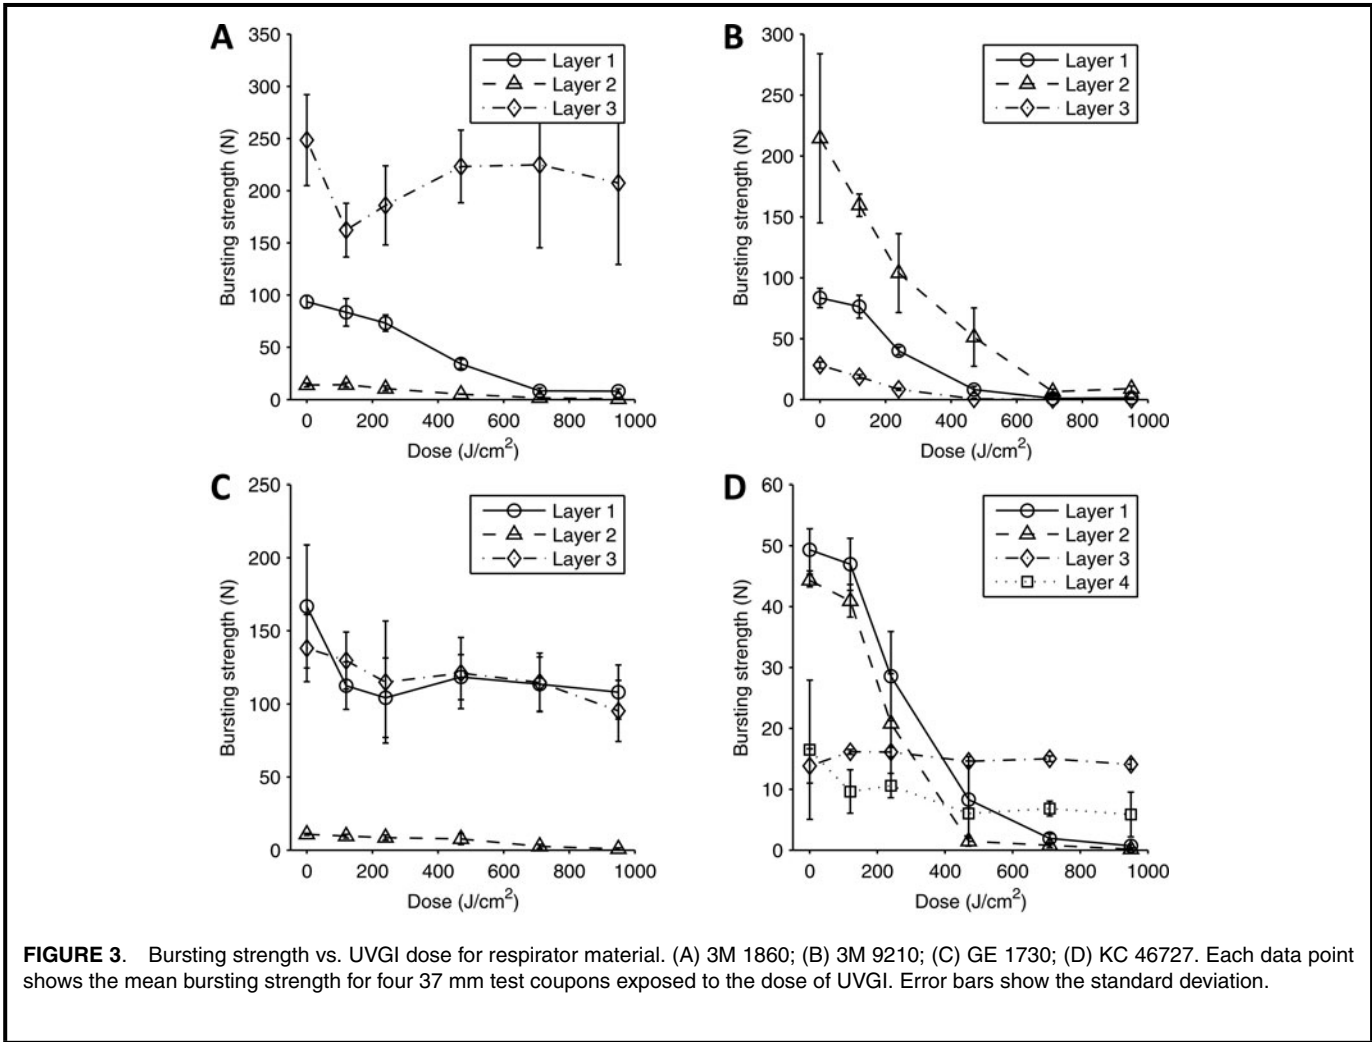 A
350
300
250
200
150
100
50
0
Bursting strength (N)
Layer 1
Layer 2
Layer 3
0 200 400 600 800 1000
Dose (J/cm²)
B
300
250
200
150
100
50
0
Bursting strength (N)
Layer 1
Layer 2
Layer 3
0 200 400 600 800 1000
Dose (J/cm²)
C
250
200
150
100
50
0
Bursting strength (N)
Layer 1
Layer 2
Layer 3
0 200 400 600 800 1000
Dose (J/cm²)
D
60
50
40
30
20
10
0
Bursting strength (N)
Layer 1
Layer 2
Layer 3
Layer 4
0 200 400 600 800 1000
Dose (J/cm²)
FIGURE 3. Bursting strength vs. UVGI dose for respirator material. (A) 3M 1860; (B) 3M 9210; (C) GE 1730; (D) KC 46727. Each data point
shows the mean bursting strength for four 37 mm test coupons exposed to the dose of UVGI. Error bars show the standard deviation.